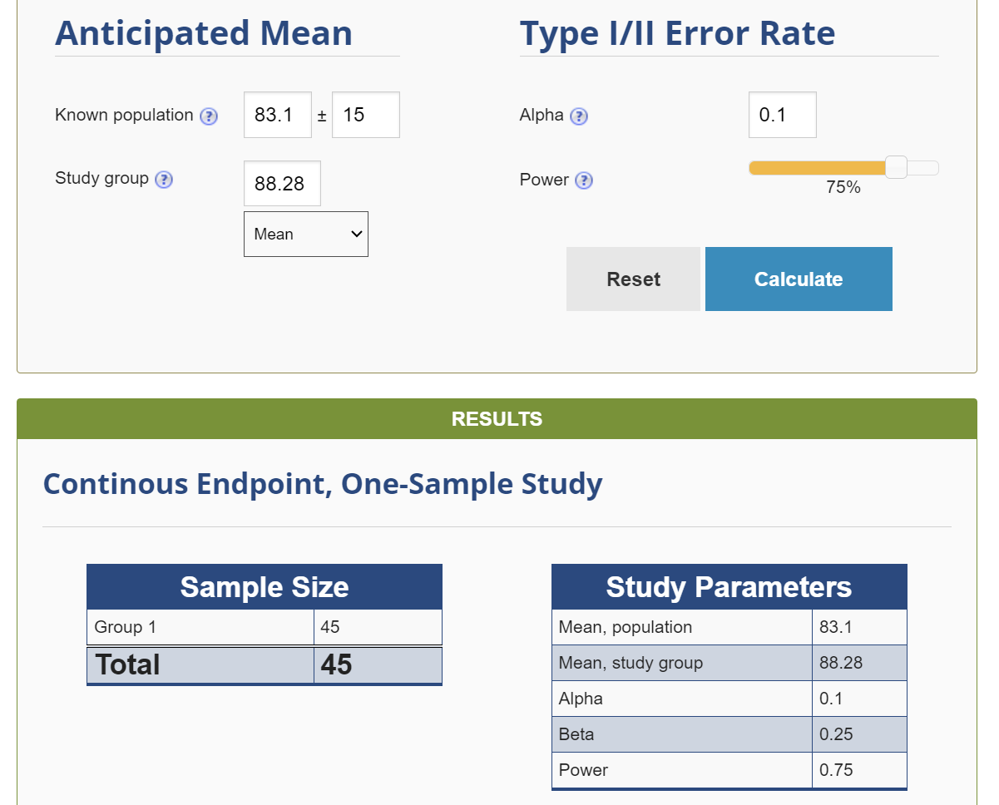 Anticipated Mean
Type I/II Error Rate
Known population ? 83.1 ± 15
Alpha ? 0.1
Study group ? 88.28
Power ? 75%
Mean
Reset Calculate
RESULTS
Continous Endpoint, One-Sample Study
Sample Size
Group 1 45
Total 45
Study Parameters
Mean, population 83.1
Mean, study group 88.28
Alpha 0.1
Beta 0.25
Power 0.75